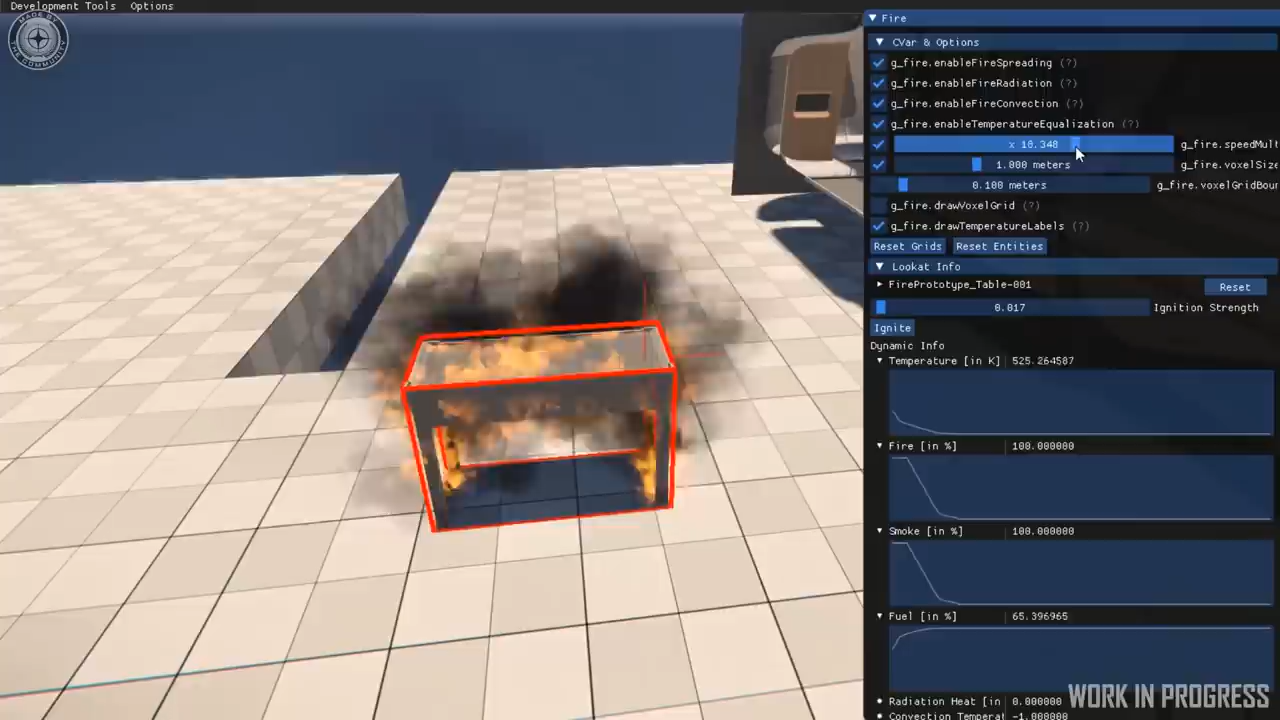 Development Tools Options
MADE BY THE COMMUNITY
Fire
CVar & Options
g_fire.enableFireSpreading (?)
g_fire.enableFireRadiation (?)
g_fire.enableFireConvection (?)
g_fire.enableTemperatureEqualization (?)
x 10.348 g_fire.speedMult
1.000 meters g_fire.voxelSize
0.100 meters g_fire.voxelGridBoun
g_fire.drawVoxelGrid (?)
g_fire.drawTemperatureLabels (?)
Reset Grids Reset Entities
Lookat Info
FirePrototype_Table-001 Reset
0.017 Ignition Strength
Ignite
Dynamic Info
Temperature [in K] 525.264587
Fire [in %] 100.000000
Smoke [in %] 100.000000
Fuel [in %] 65.396965
Radiation Heat [in 0.000000
Convection Temperat -1.000000
WORK IN PROGRESS